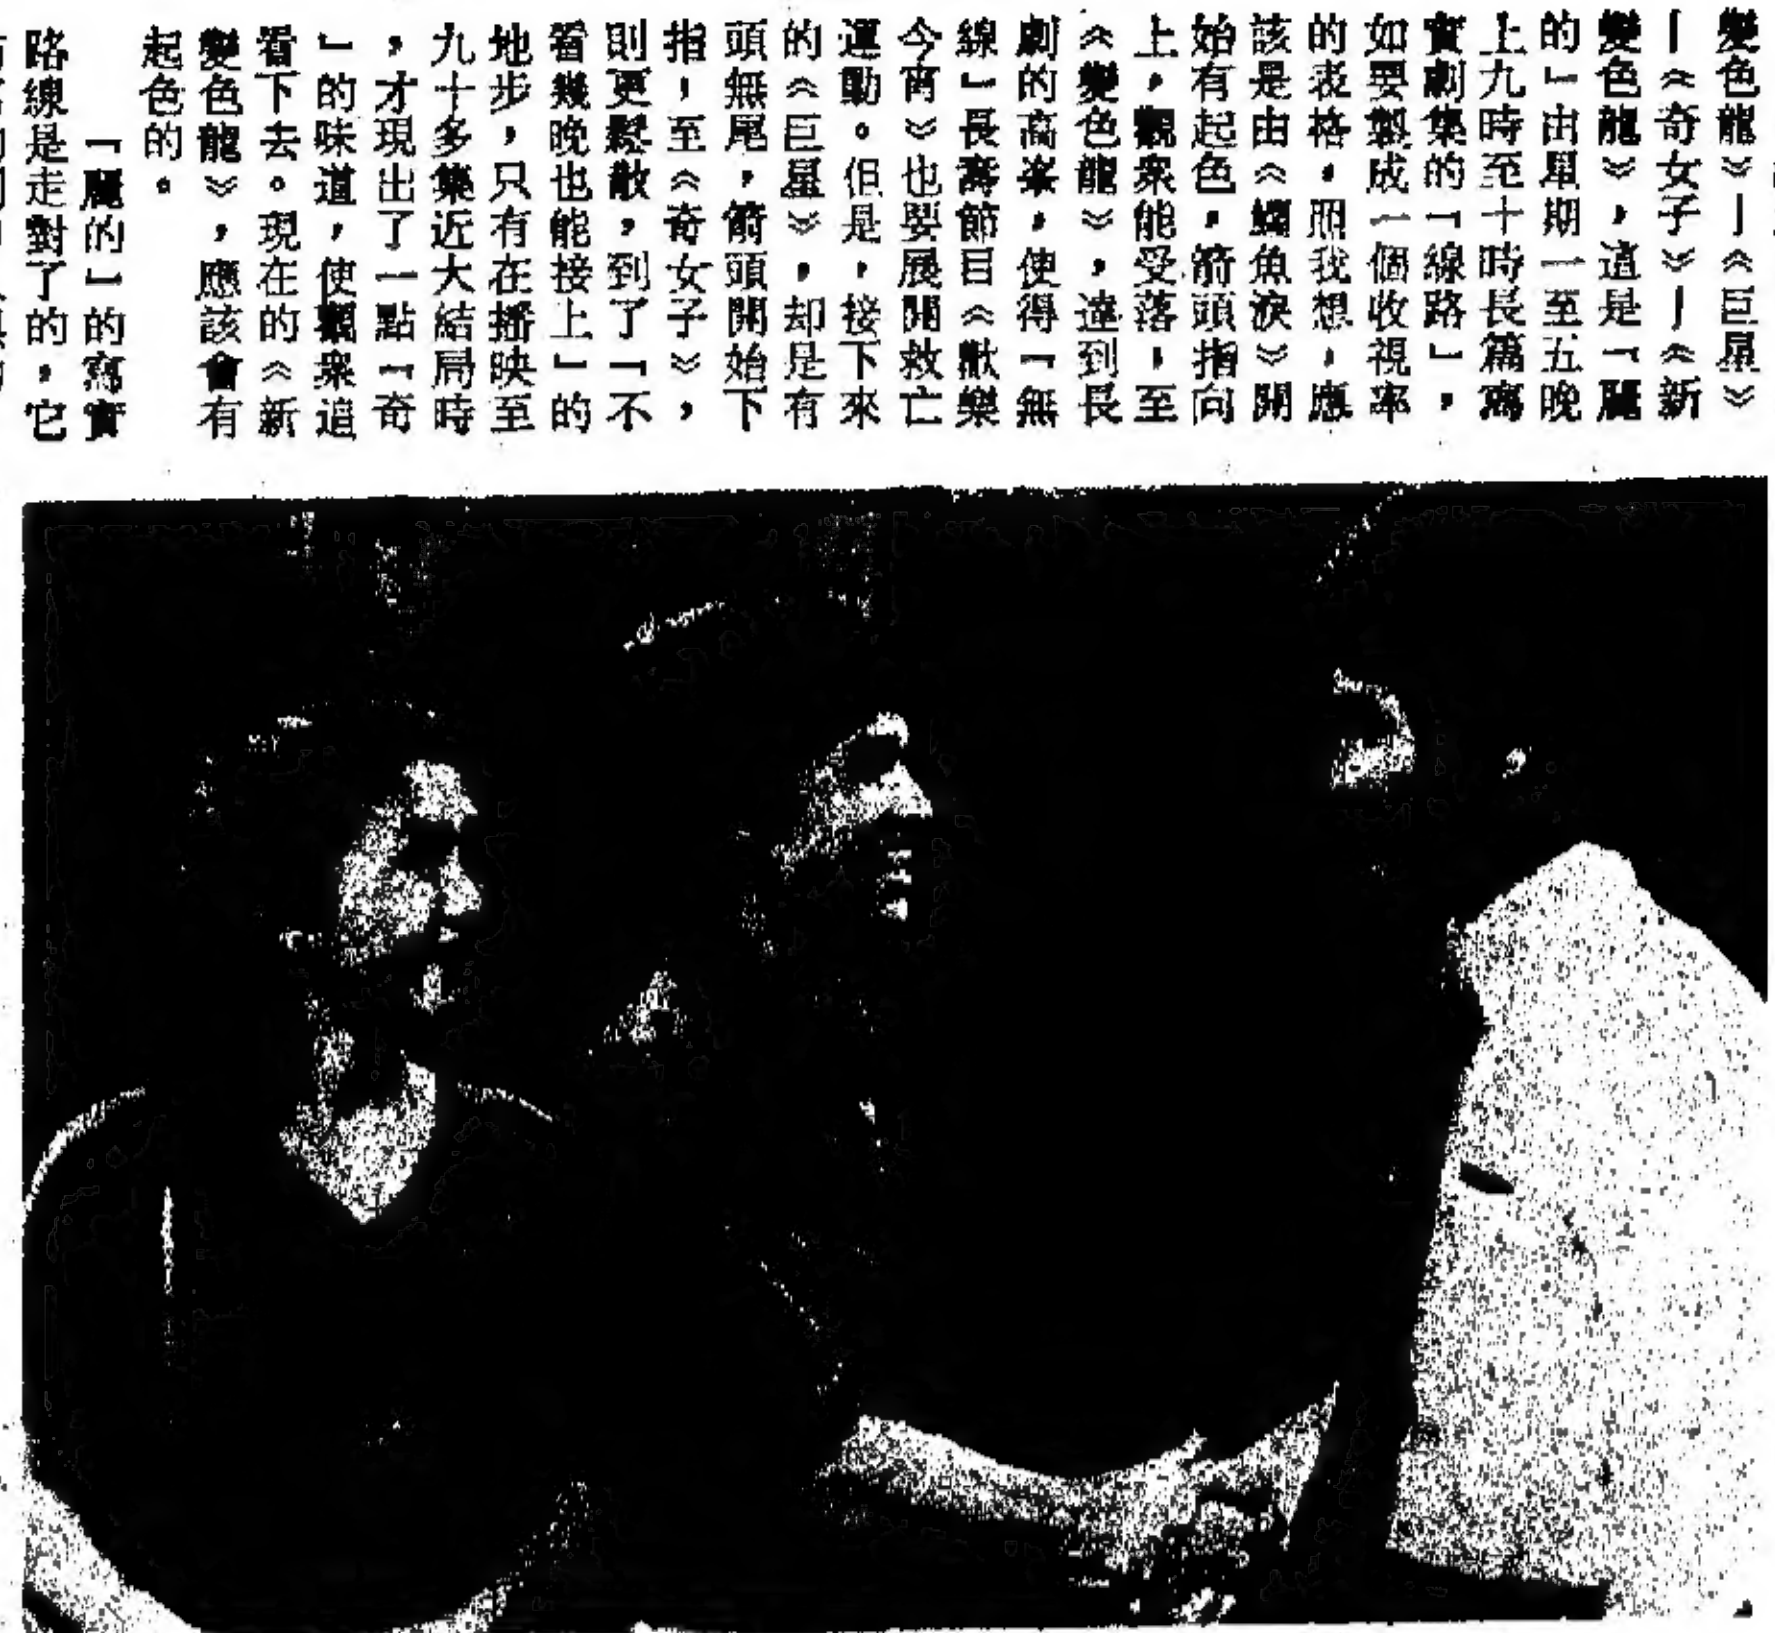 變色龍》—《巨星》
—《奇女子》—《新
變色龍》，這是「麗
的」由星期一至五晚
上九時至十時長篇寫
實劇集的「線路」，
如要製成一個收視率
的表格，照我想，應
該是由《鱷魚淚》開
始有起色，箭頭指向
上，觀衆能受落，至
《變色龍》，達到長
劇的高峯，使得「無
線」長壽節目《歡樂
今宵》也要展開救亡
運動。但是，接下來
的《巨星》，却是有
頭無尾，箭頭開始下
指，至《奇女子》，
則更鬆散，到了「不
看幾晚也能接上」的
地步，只有在播映至
九十多集近大結局時
，才現出了一點「奇
」的味道，使觀衆追
看下去。現在的《新
變色龍》，應該會有
起色的。
「麗的」的寫實
路線是走對了的，它